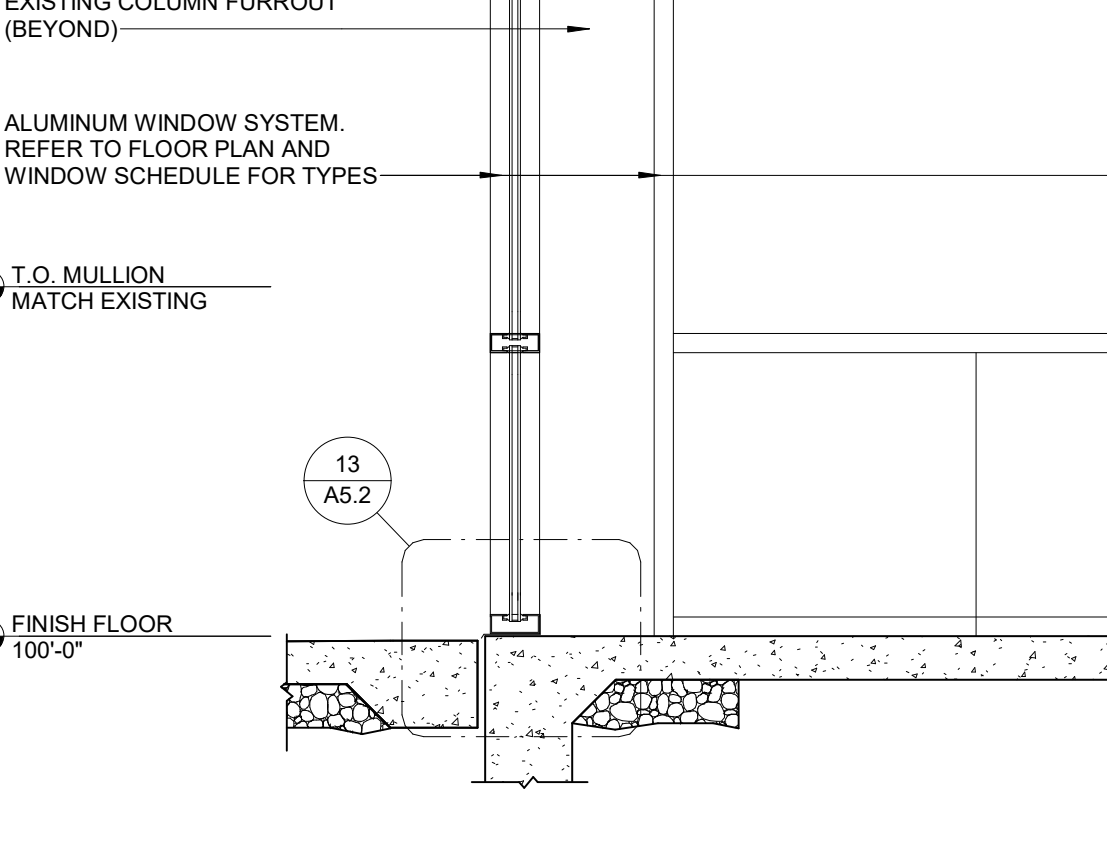 EXISTING COLUMN FURROUT
(BEYOND)
ALUMINUM WINDOW SYSTEM.
REFER TO FLOOR PLAN AND
WINDOW SCHEDULE FOR TYPES
T.O. MULLION
MATCH EXISTING
13
A5.2
FINISH FLOOR
100'-0"